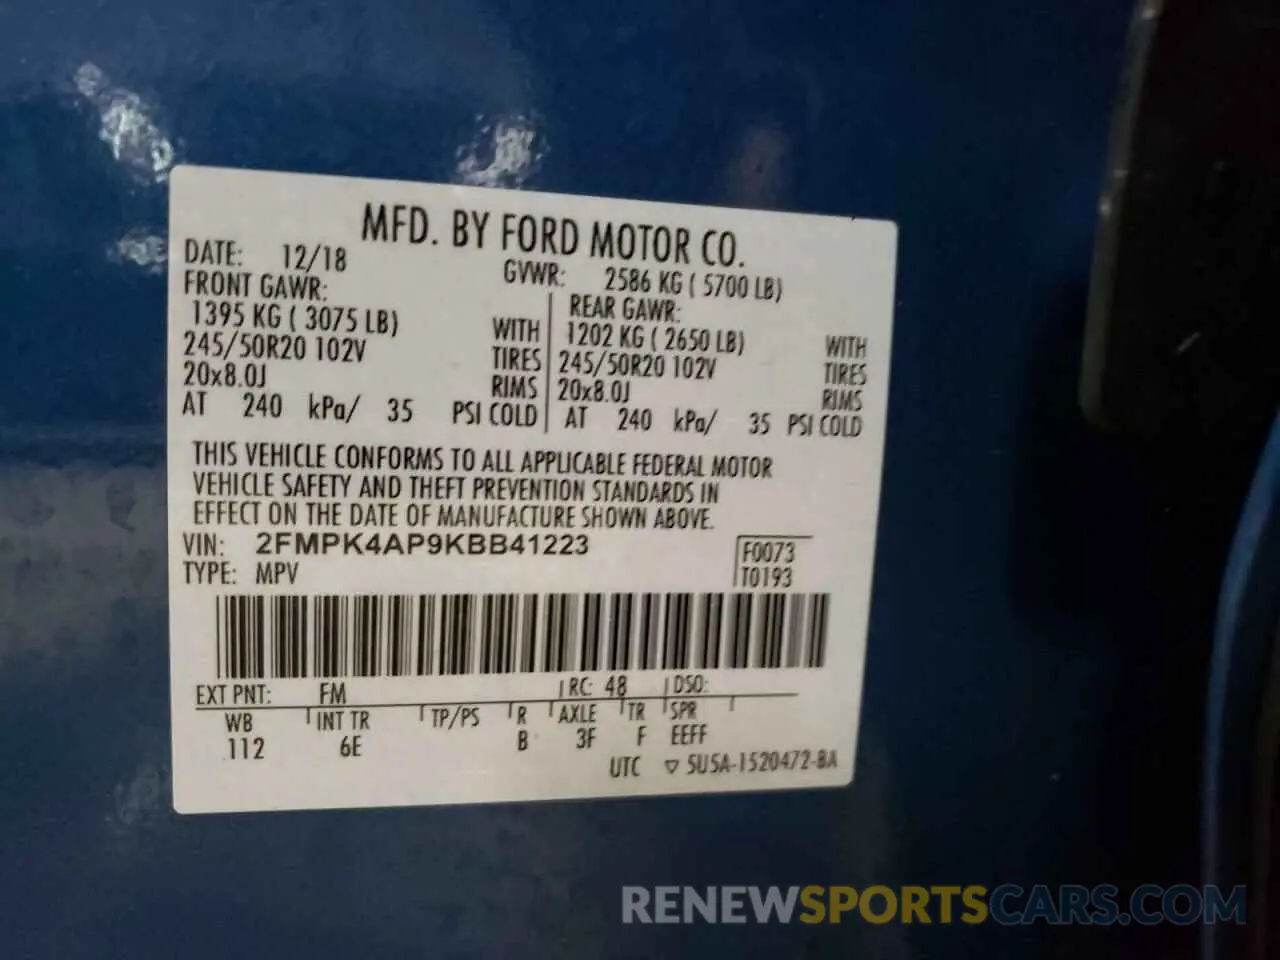 MFD. BY FORD MOTOR CO.
DATE: 12/18 GVWR: 2586 KG ( 5700 LB)
FRONT GAWR: REAR GAWR:
1395 KG ( 3075 LB) WITH 1202 KG ( 2650 LB) WITH
245/50R20 102V TIRES 245/50R20 102V TIRES
20x8.0J RIMS 20x8.0J RIMS
AT 240 kPa/ 35 PSI COLD AT 240 kPa/ 35 PSI COLD
THIS VEHICLE CONFORMS TO ALL APPLICABLE FEDERAL MOTOR
VEHICLE SAFETY AND THEFT PREVENTION STANDARDS IN
EFFECT ON THE DATE OF MANUFACTURE SHOWN ABOVE.
VIN: 2FMPK4AP9KBB41223 F0073
TYPE: MPV T0193
EXT PNT: FM RC: 48 DSO:
WB INT TR TP/PS R AXLE TR SPR
112 6E B 3F F EEFF
UTC ▽ 5U5A-1520472-BA
RENEWSPORTSCARS.COM